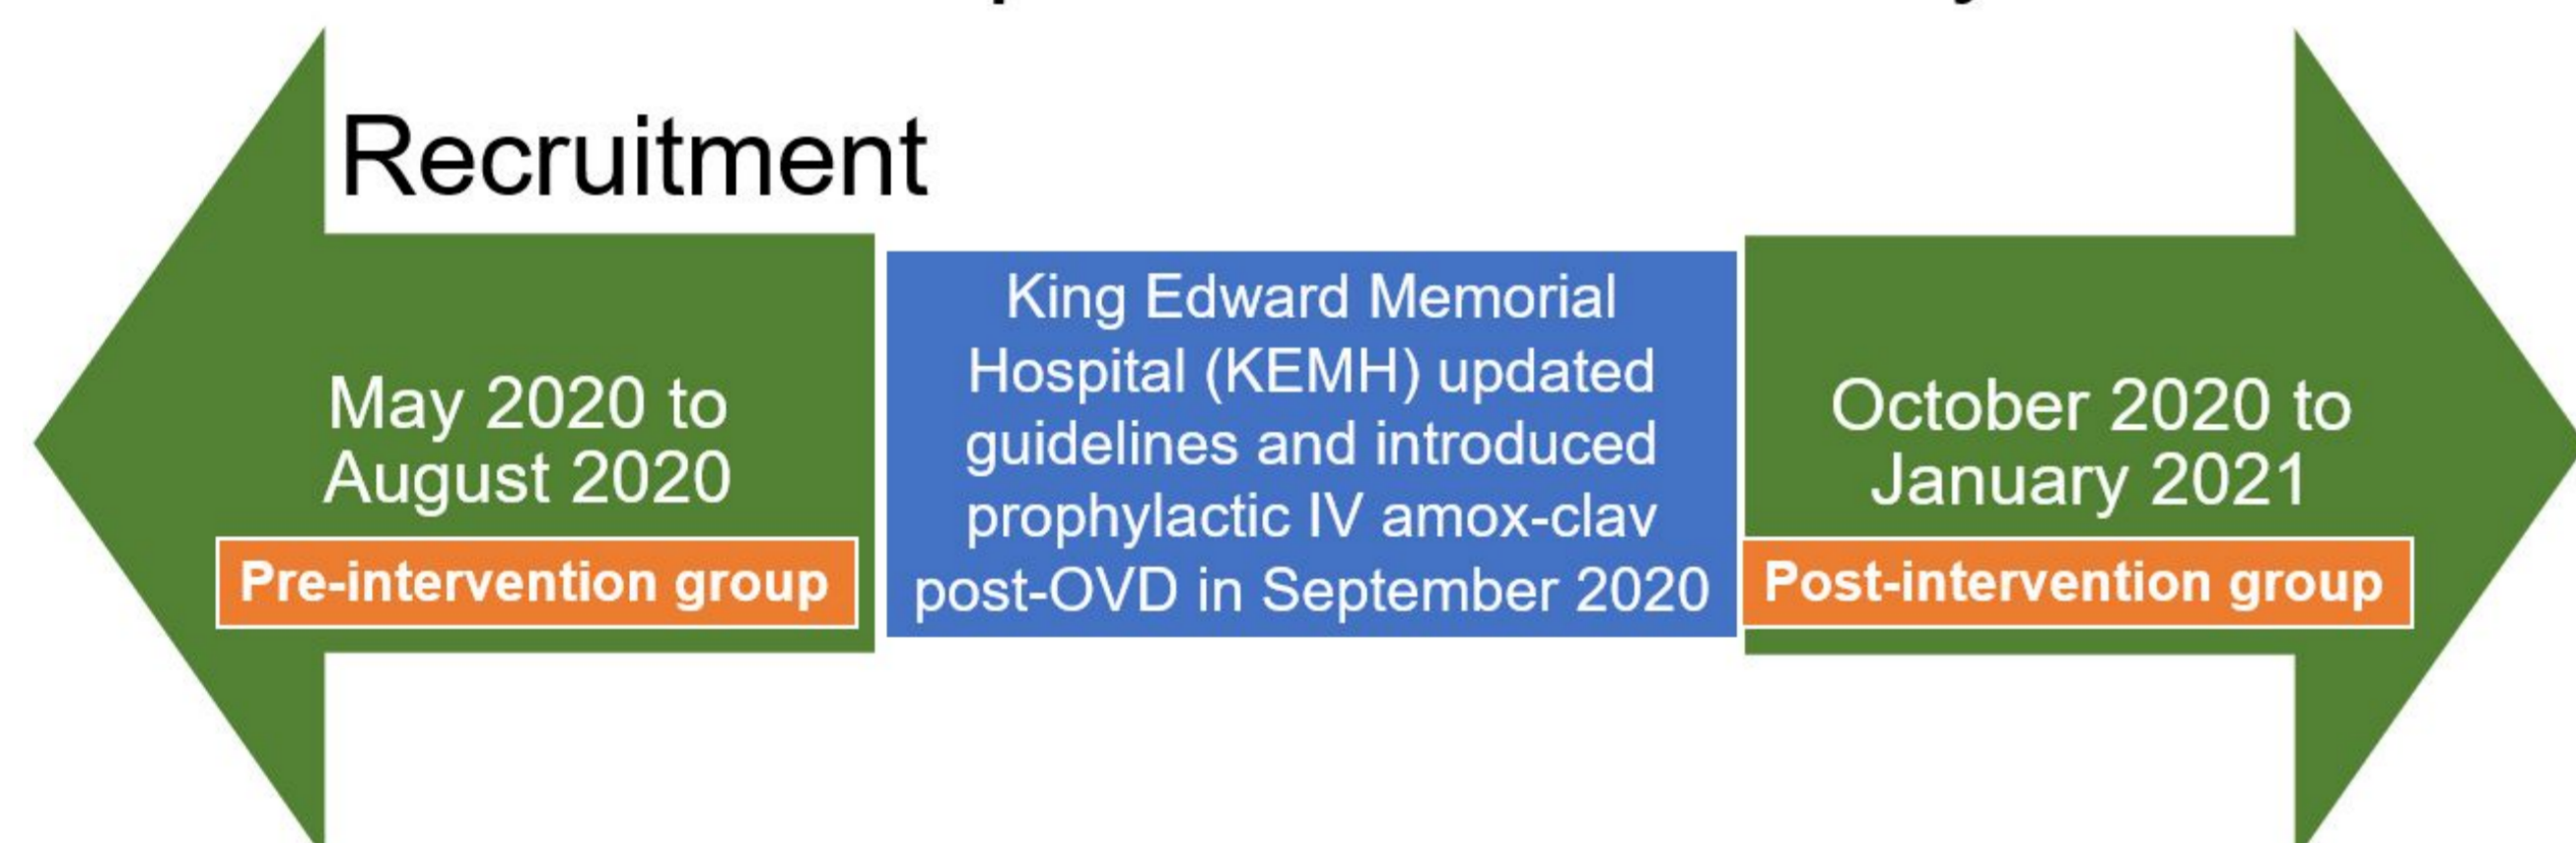 Recruitment
May 2020 to
August 2020
Pre-intervention group
King Edward Memorial
Hospital (KEMH) updated
guidelines and introduced
prophylactic IV amox-clav
post-OVD in September 2020
October 2020 to
January 2021
Post-intervention group